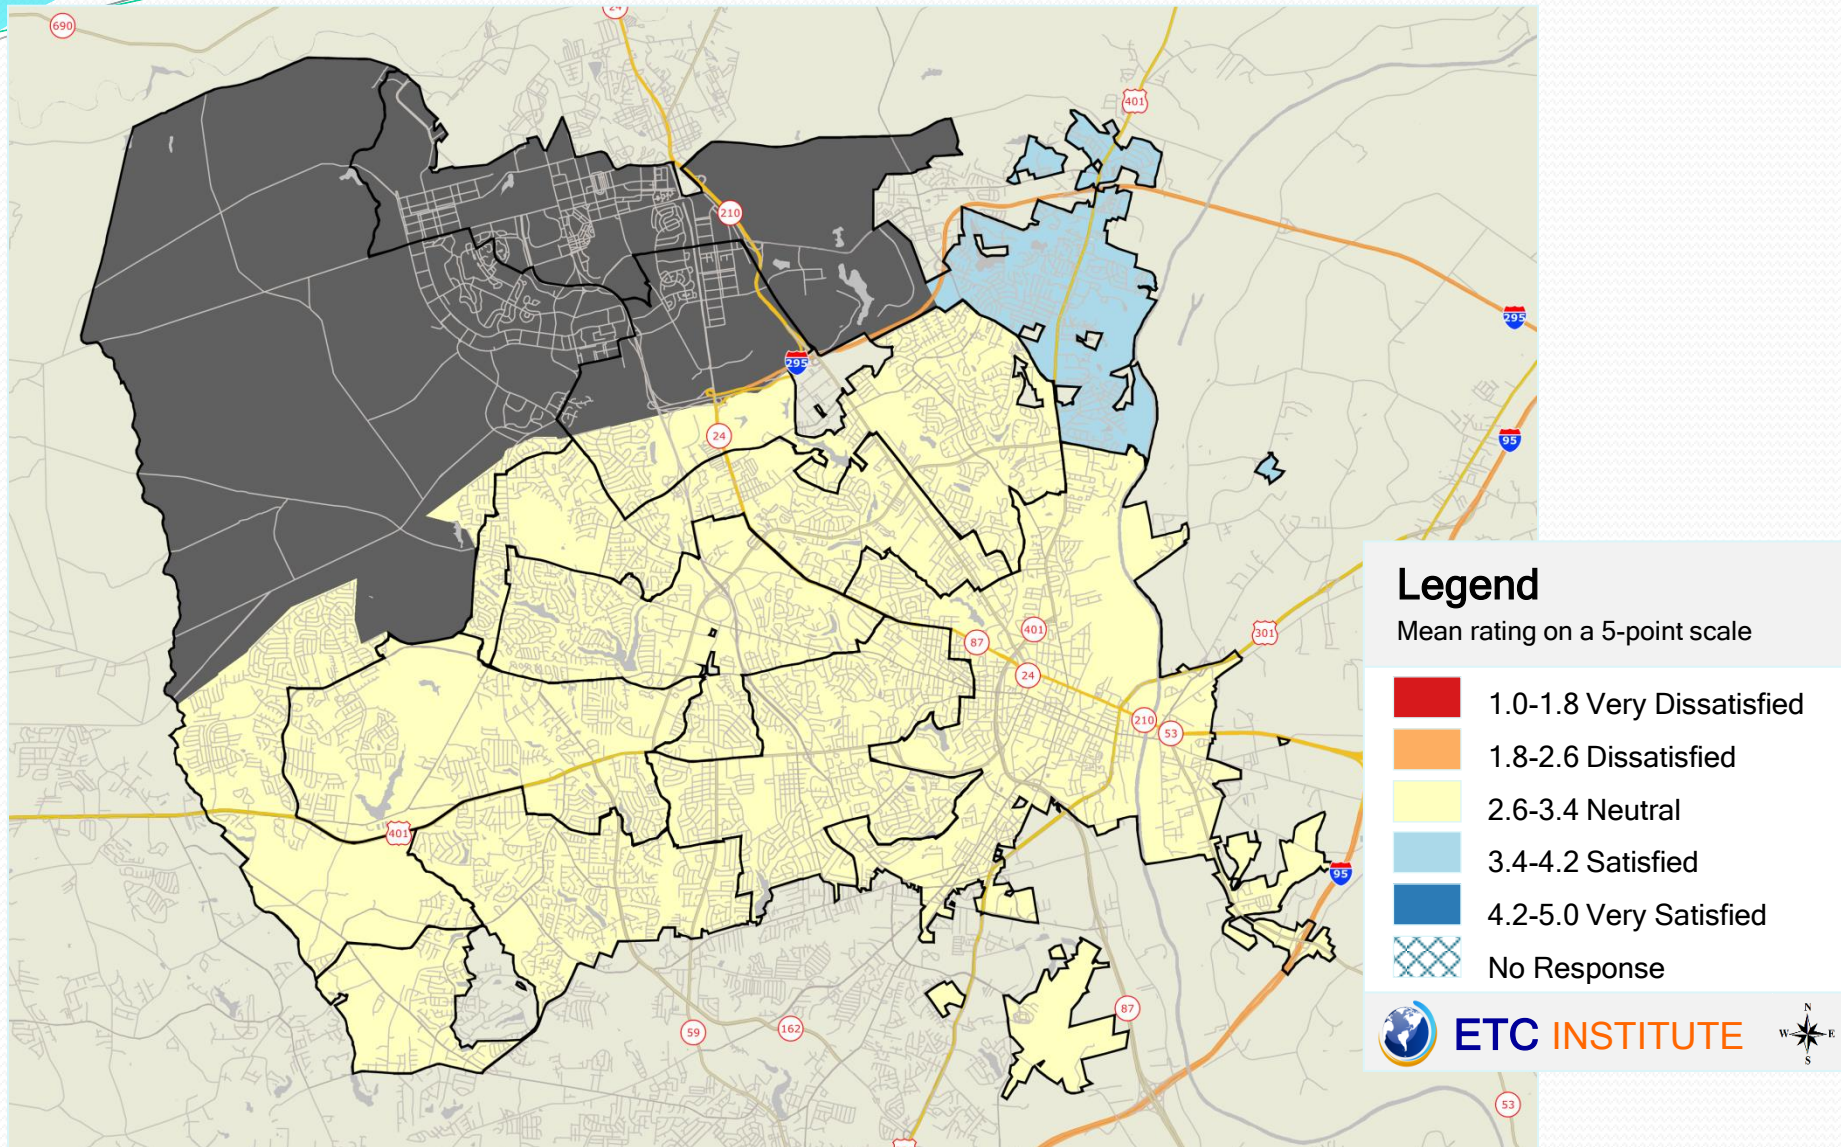 24
690
401
210
295
295
24
95
87
401
301
24
210
53
401
95
87
59
162
53
Legend
Mean rating on a 5-point scale
1.0-1.8 Very Dissatisfied
1.8-2.6 Dissatisfied
2.6-3.4 Neutral
3.4-4.2 Satisfied
4.2-5.0 Very Satisfied
No Response
ETC INSTITUTE
N
W E
S